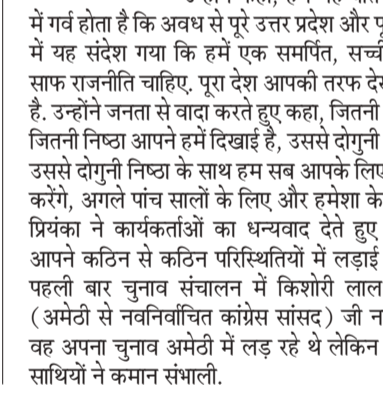 में गर्व होता है कि अवध से पूरे उत्तर प्रदेश और
में यह संदेश गया कि हमें एक समर्पित, सच्ची
साफ राजनीति चाहिए. पूरा देश आपकी तरफ
है. उन्होंने जनता से वादा करते हुए कहा, जितनी
जितनी निष्ठा आपने हमें दिखाई है, उससे दोगुनी
उससे दोगुनी निष्ठा के साथ हम सब आपके लिए
करेंगे, अगले पांच सालों के लिए और हमेशा के
प्रियंका ने कार्यकर्ताओं का धन्यवाद देते हुए
आपने कठिन से कठिन परिस्थितियों में लड़ाई
पहली बार चुनाव संचालन में किशोरी लाल
(अमेठी से नवनिर्वाचित कांग्रेस सांसद) जी
वह अपना चुनाव अमेठी में लड़ रहे थे लेकिन
साथियों ने कमान संभाली.